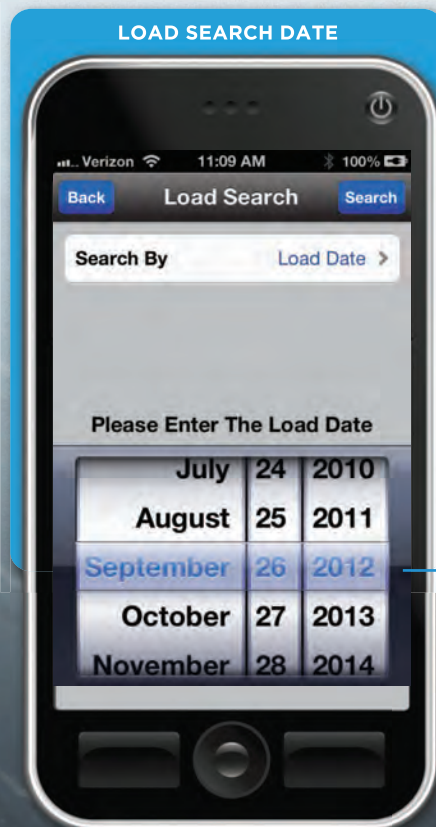 LOAD SEARCH DATE
Verizon 11:09 AM 100%
Back Load Search Search
Search By Load Date >
Please Enter The Load Date
July 24 2010
August 25 2011
September 26 2012
October 27 2013
November 28 2014